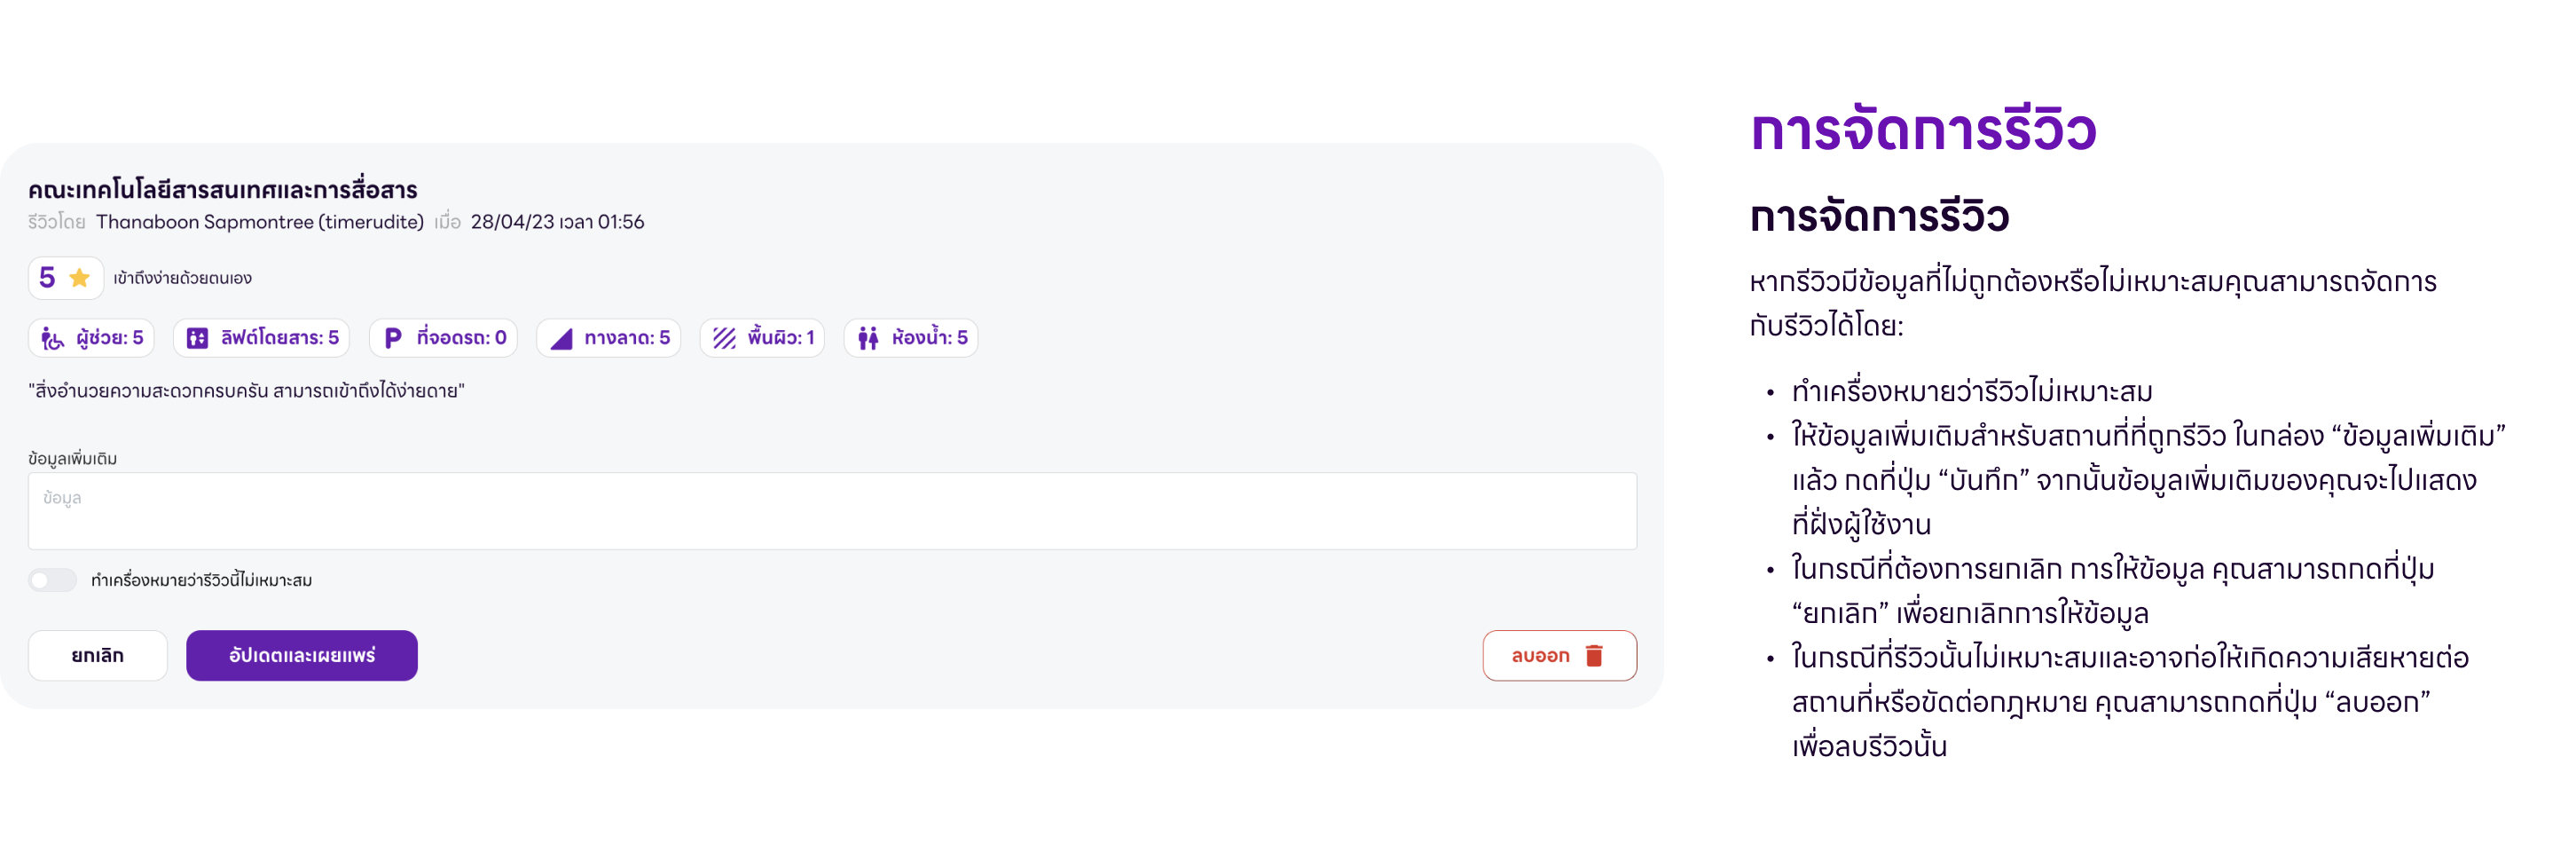 คณะเทคโนโลยีสารสนเทศและการสื่อสาร
รีวิวโดย Thanaboon Sapmontree (timerudite) เมื่อ 28/04/23 เวลา 01:56
5 เข้าถึงง่ายด้วยตนเอง
ผู้ช่วย: 5 ลิฟต์โดยสาร: 5 P ที่จอดรถ: 0 ทางลาด: 5 พื้นผิว: 1 ห้องน้ำ: 5
"สิ่งอำนวยความสะดวกครบครัน สามารถเข้าถึงได้ง่ายดาย"
ข้อมูลเพิ่มเติม
ข้อมูล
ทำเครื่องหมายว่ารีวิวนี้ไม่เหมาะสม
ยกเลิก อัปเดตและเผยแพร่ ลบออก
การจัดการรีวิว
การจัดการรีวิว
หากรีวิวมีข้อมูลที่ไม่ถูกต้องหรือไม่เหมาะสมคุณสามารถจัดการ
กับรีวิวได้โดย:
• ทำเครื่องหมายว่ารีวิวไม่เหมาะสม
• ให้ข้อมูลเพิ่มเติมสำหรับสถานที่ที่ถูกรีวิว ในกล่อง “ข้อมูลเพิ่มเติม”
แล้ว กดที่ปุ่ม “บันทึก” จากนั้นข้อมูลเพิ่มเติมของคุณจะไปแสดง
ที่ฝั่งผู้ใช้งาน
• ในกรณีที่ต้องการยกเลิก การให้ข้อมูล คุณสามารถกดที่ปุ่ม
“ยกเลิก” เพื่อยกเลิกการให้ข้อมูล
• ในกรณีที่รีวิวนั้นไม่เหมาะสมและอาจก่อให้เกิดความเสียหายต่อ
สถานที่หรือขัดต่อกฎหมาย คุณสามารถกดที่ปุ่ม “ลบออก”
เพื่อลบรีวิวนั้น